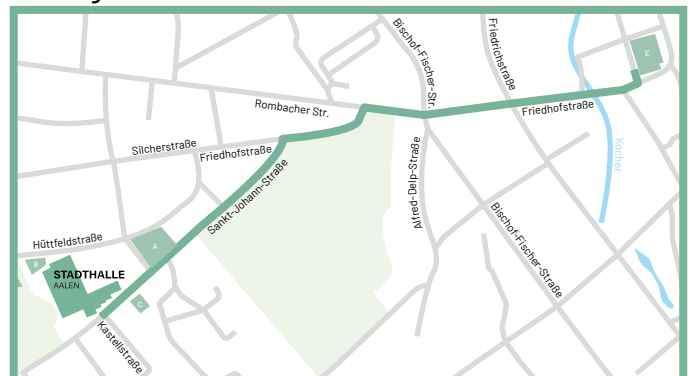 Bischof-Fischer-Str.
Friedrichstraße
E
Rombacher Str.
Friedhofstraße
Silcherstraße
Friedhofstraße
Kocher
Alfred-Delp-Straße
Sankt-Johann-Straße
Bischof-Fischer-Straße
Hüttfeldstraße
A
B
STADTHALLE
AALEN
C
Kastellstraße